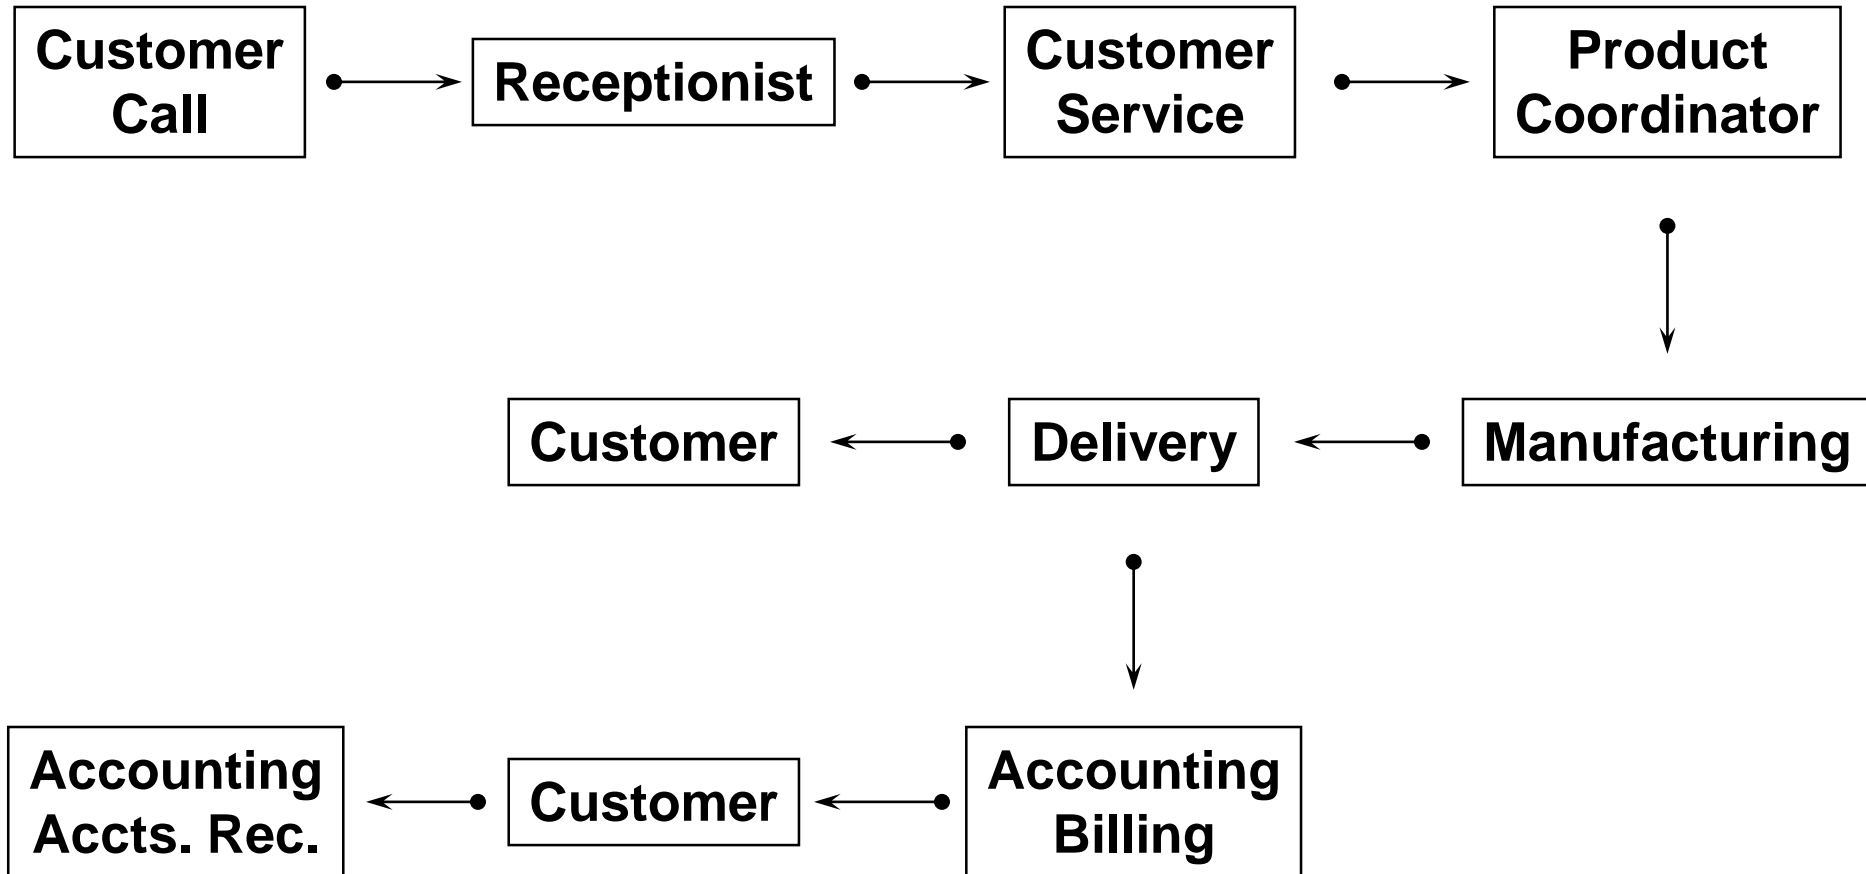 Customer
Call
Receptionist
Customer
Service
Product
Coordinator
Customer
Delivery
Manufacturing
Accounting
Accts. Rec.
Customer
Accounting
Billing